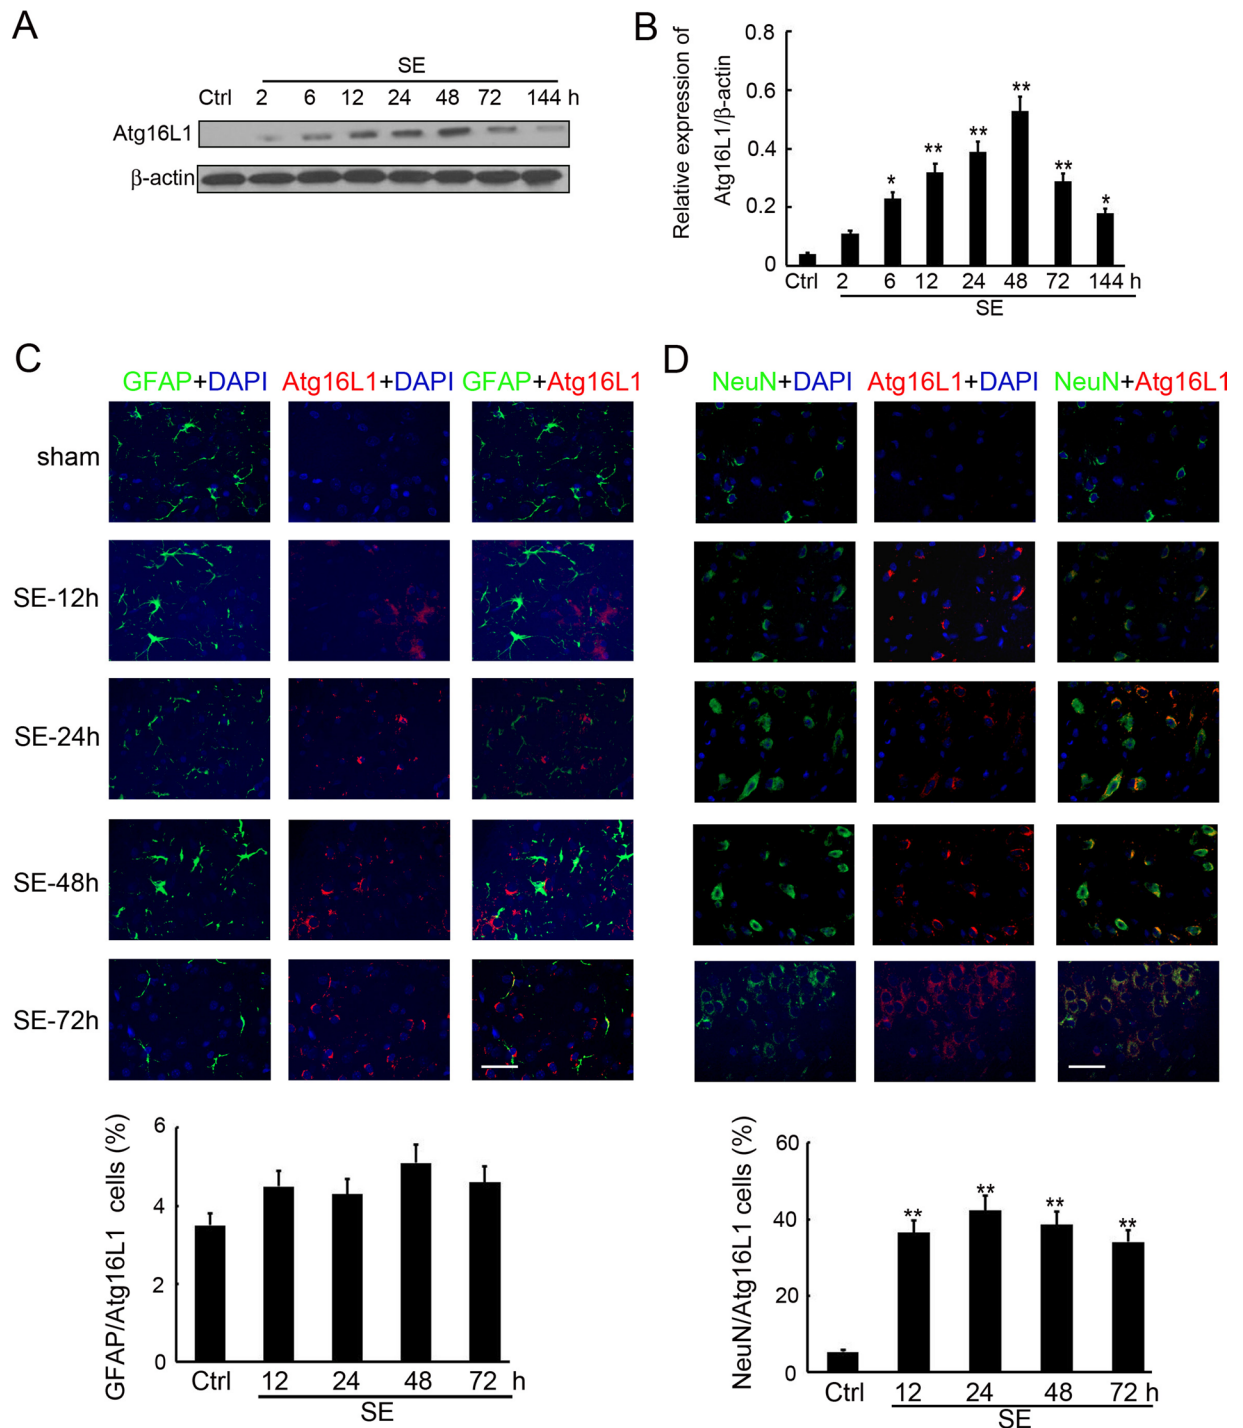 A
SE
Ctrl 2 6 12 24 48 72 144 h
Atg16L1
β-actin
B
Relative expression of
Atg16L1/β-actin
0.8
0.6
0.4
0.2
0
** 
** 
** 
* 
** 
*
Ctrl 2 6 12 24 48 72 144 h
SE
C
GFAP+DAPI Atg16L1+DAPI GFAP+Atg16L1
sham
SE-12h
SE-24h
SE-48h
SE-72h
GFAP/Atg16L1 cells (%)
6
4
2
0
Ctrl 12 24 48 72 h
SE
D
NeuN+DAPI Atg16L1+DAPI NeuN+Atg16L1
NeuN/Atg16L1 cells (%)
60
40
20
0
** ** ** **
Ctrl 12 24 48 72 h
SE